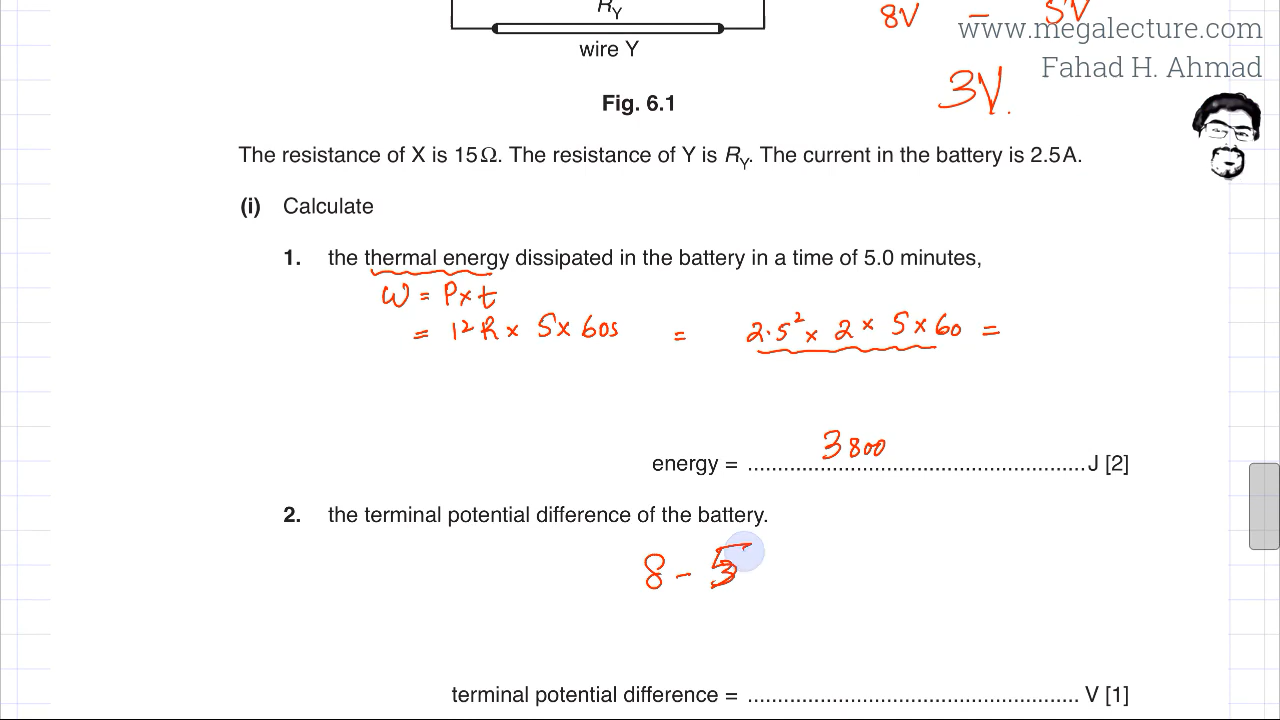 R_Y
8V – 5V
www.megalecture.com
wire Y
Fahad H. Ahmad
3V.
Fig. 6.1
The resistance of X is 15Ω. The resistance of Y is R_Y. The current in the battery is 2.5A.
(i) Calculate
1. the thermal energy dissipated in the battery in a time of 5.0 minutes,
W = P×t
= I²R × 5×60s = 2.5² × 2 × 5×60 =
3800
energy = ........................................................ J [2]
2. the terminal potential difference of the battery.
8 – 5
terminal potential difference = ....................................................... V [1]